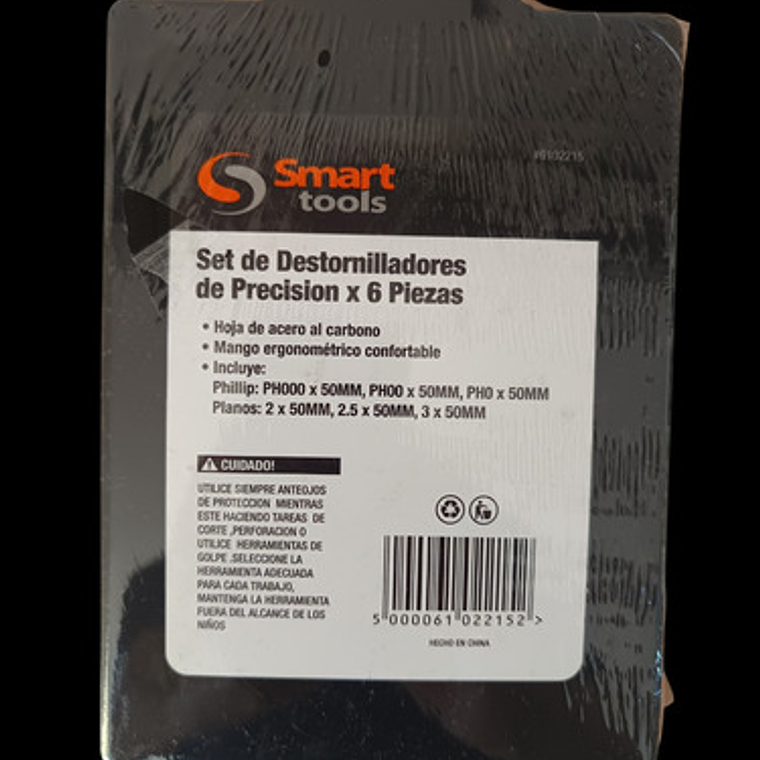 #6102215
Smart
tools
Set de Destornilladores
de Precision x 6 Piezas
• Hoja de acero al carbono
• Mango ergonométrico confortable
• Incluye:
Phillip: PH000 x 50MM, PH00 x 50MM, PH0 x 50MM
Planos: 2 x 50MM, 2.5 x 50MM, 3 x 50MM
CUIDADO!
UTILICE SIEMPRE ANTEOJOS
DE PROTECCION MIENTRAS
ESTE HACIENDO TAREAS DE
CORTE ,PERFORACION O
UTILICE HERRAMIENTAS DE
GOLPE .SELECCIONE LA
HERRAMIENTA ADECUADA
PARA CADA TRABAJO,
MANTENGA LA HERRAMIENTA
FUERA DEL ALCANCE DE LOS
NIÑOS
5 000061 022152 >
HECHO EN CHINA